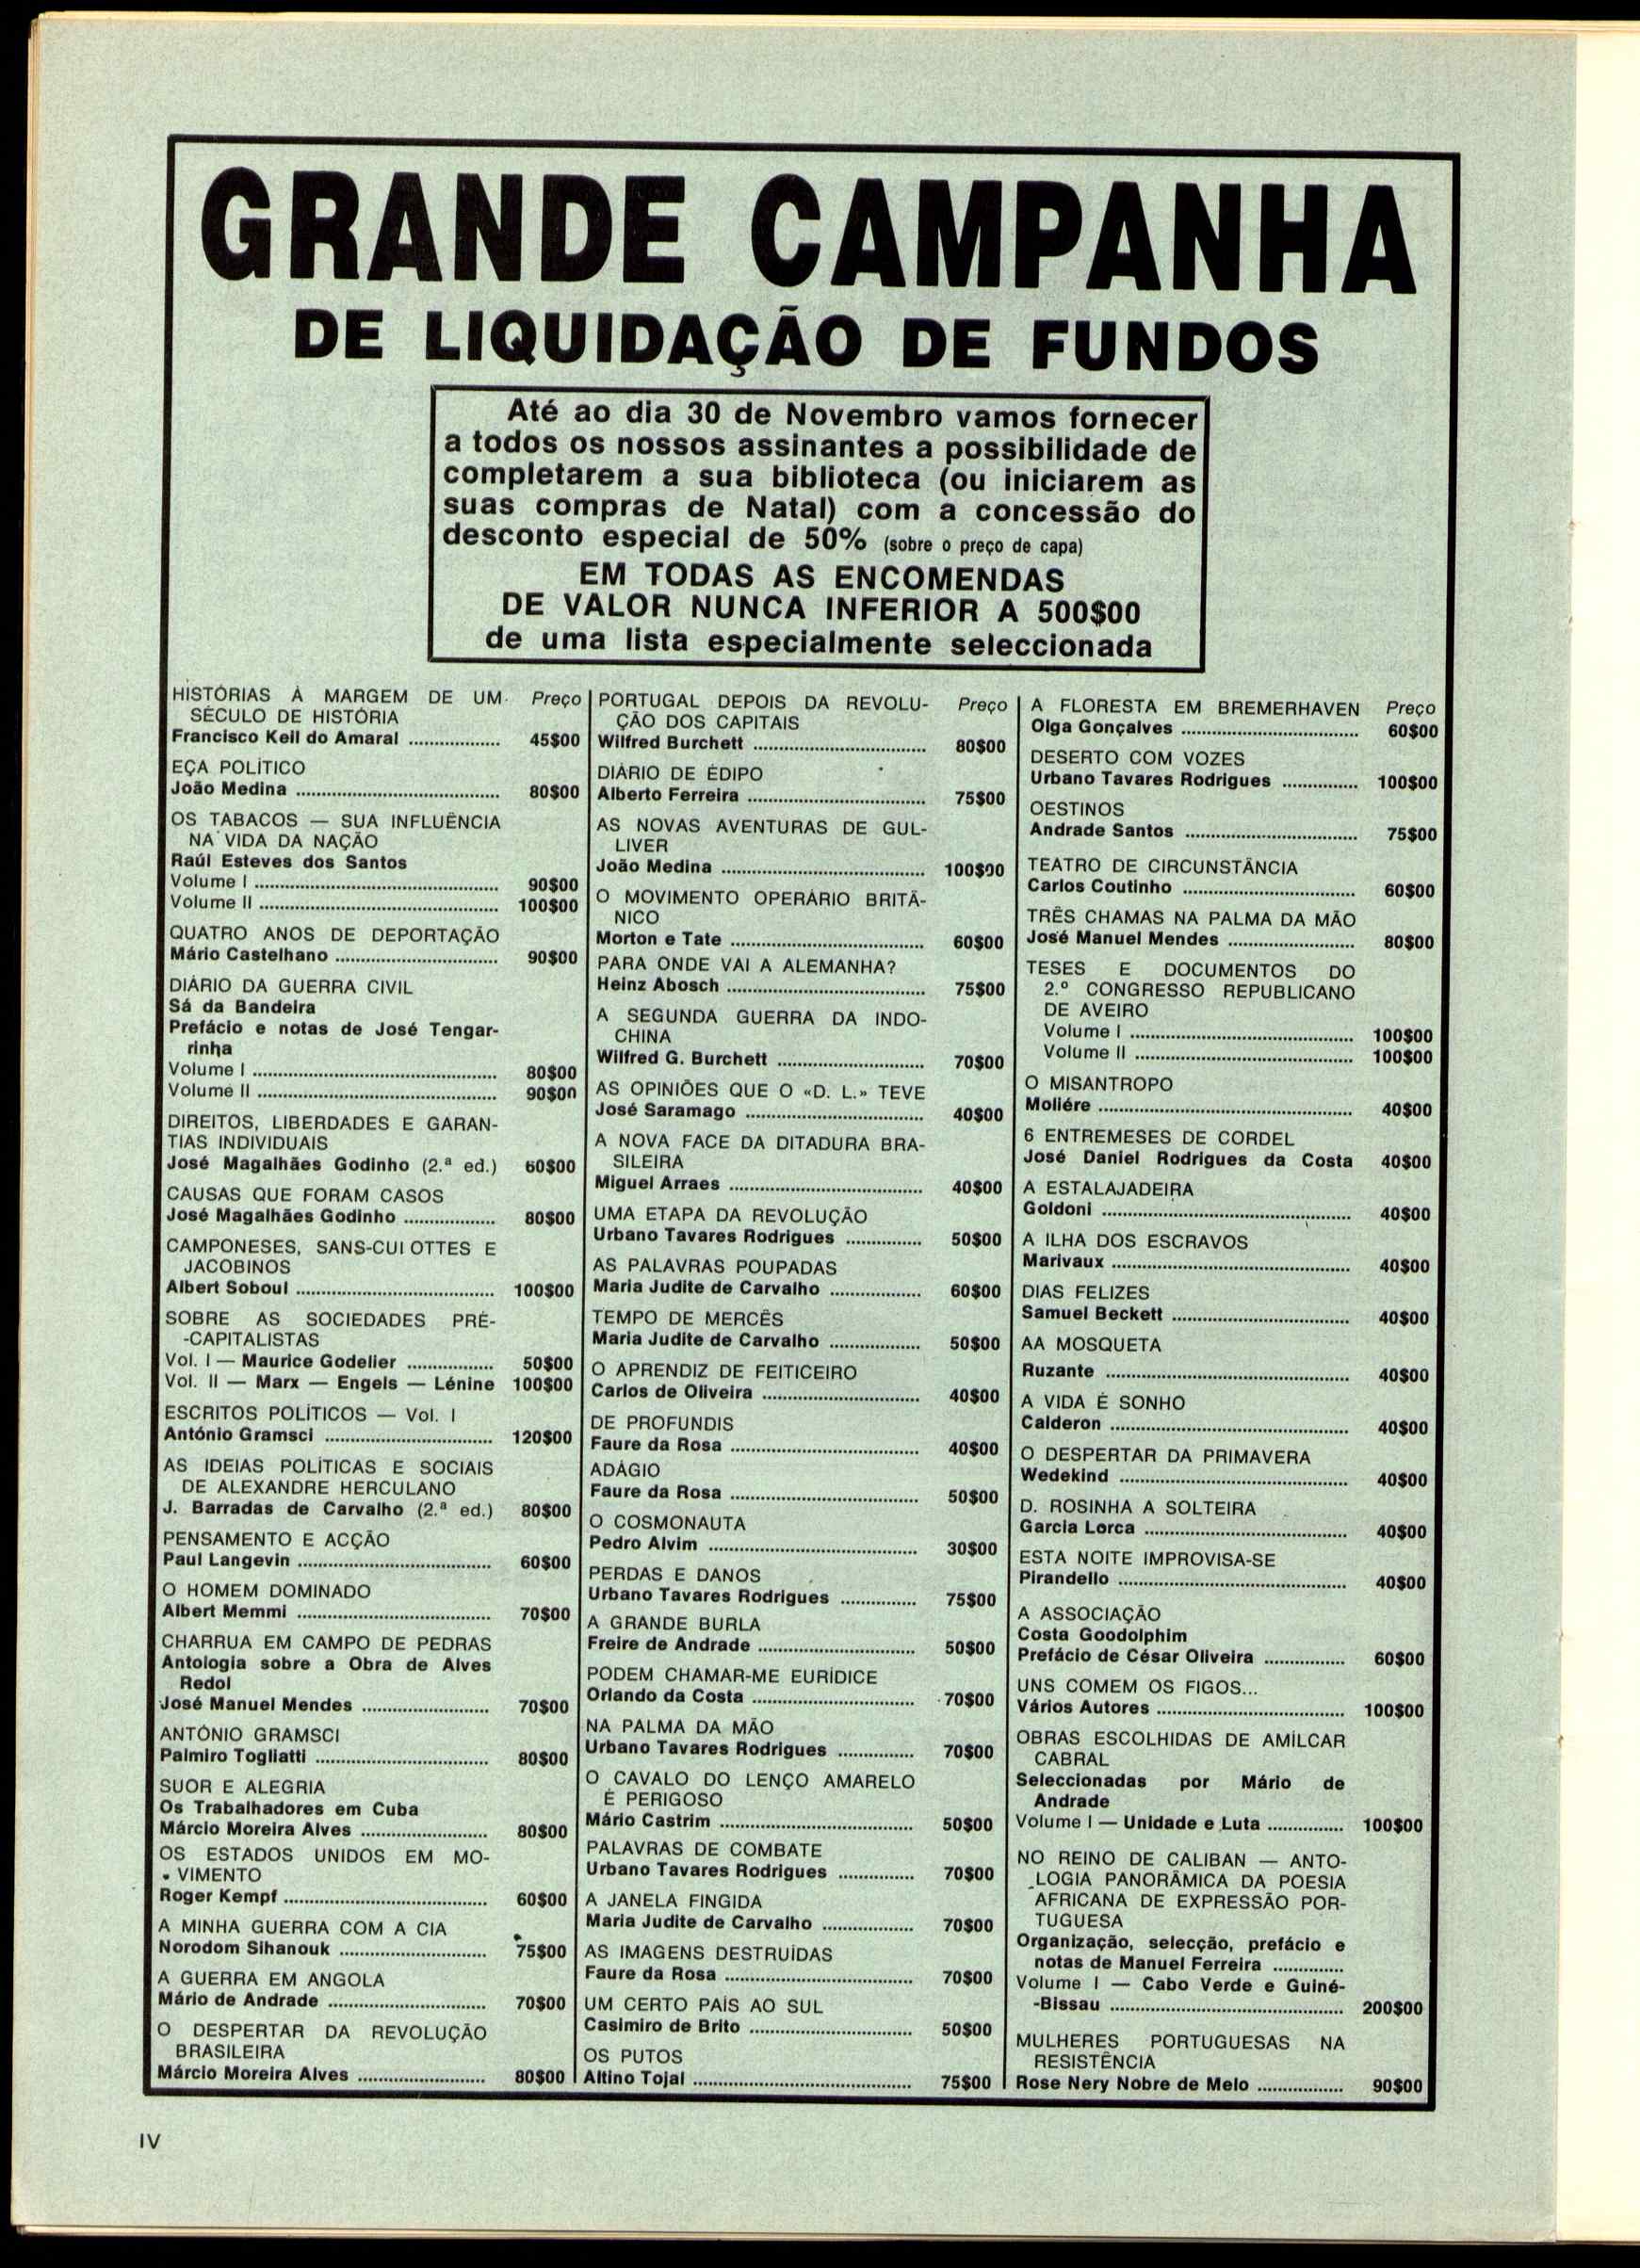 GRANDE CAMPANHA
DE LIQUIDAÇÃO DE FUNDOS
Até ao dia 30 de Novembro vamos fornecer
a todos os nossos assinantes a possibilidade de
completarem a sua biblioteca (ou iniciarem as
suas compras de Natal) com a concessão do
desconto especial de 50% (sobre o preço de capa)
EM TODAS AS ENCOMENDAS
DE VALOR NUNCA INFERIOR A 500$00
de uma lista especialmente seleccionada
HISTÓRIAS À MARGEM DE UM Preço
SÉCULO DE HISTÓRIA
Francisco Keil do Amaral .................. 45$00
EÇA POLÍTICO
João Medina .................. 80$00
OS TABACOS — SUA INFLUÊNCIA
NA VIDA DA NAÇÃO
Raúl Esteves dos Santos
Volume I .................. 90$00
Volume II .................. 100$00
QUATRO ANOS DE DEPORTAÇÃO
Mário Castelhano .................. 90$00
DIÁRIO DA GUERRA CIVIL
Sá da Bandeira
Prefácio e notas de José Tengar-
rinha
Volume I .................. 80$00
Volume II .................. 90$00
DIREITOS, LIBERDADES E GARAN-
TIAS INDIVIDUAIS
José Magalhães Godinho (2.ª ed.) 60$00
CAUSAS QUE FORAM CASOS
José Magalhães Godinho .................. 80$00
CAMPONESES, SANS-CULOTTES E
JACOBINOS
Albert Soboul .................. 100$00
SOBRE AS SOCIEDADES PRÉ-
-CAPITALISTAS
Vol. I — Maurice Godelier .................. 50$00
Vol. II — Marx — Engels — Lénine 100$00
ESCRITOS POLÍTICOS — Vol. I
António Gramsci .................. 120$00
AS IDEIAS POLÍTICAS E SOCIAIS
DE ALEXANDRE HERCULANO
J. Barradas de Carvalho (2.ª ed.) 80$00
PENSAMENTO E ACÇÃO
Paul Langevin .................. 60$00
O HOMEM DOMINADO
Albert Memmi .................. 70$00
CHARRUA EM CAMPO DE PEDRAS
Antologia sobre a Obra de Alves
Redol
José Manuel Mendes .................. 70$00
ANTÓNIO GRAMSCI
Palmiro Togliatti .................. 80$00
SUOR E ALEGRIA
Os Trabalhadores em Cuba
Márcio Moreira Alves .................. 80$00
OS ESTADOS UNIDOS EM MO-
VIMENTO
Roger Kempf .................. 60$00
A MINHA GUERRA COM A CIA
Norodom Sihanouk .................. 75$00
A GUERRA EM ANGOLA
Mário de Andrade .................. 70$00
O DESPERTAR DA REVOLUÇÃO
BRASILEIRA
Márcio Moreira Alves .................. 80$00
PORTUGAL DEPOIS DA REVOLU- Preço
ÇÃO DOS CAPITAIS
Wilfred Burchett .................. 80$00
DIÁRIO DE ÉDIPO
Alberto Ferreira .................. 75$00
AS NOVAS AVENTURAS DE GUL-
LIVER
João Medina .................. 100$00
O MOVIMENTO OPERÁRIO BRITÂ-
NICO
Morton e Tate .................. 60$00
PARA ONDE VAI A ALEMANHA?
Heinz Abosch .................. 75$00
A SEGUNDA GUERRA DA INDO-
CHINA
Wilfred G. Burchett .................. 70$00
AS OPINIÕES QUE O «D. L.» TEVE
José Saramago .................. 40$00
A NOVA FACE DA DITADURA BRA-
SILEIRA
Miguel Arraes .................. 40$00
UMA ETAPA DA REVOLUÇÃO
Urbano Tavares Rodrigues .................. 50$00
AS PALAVRAS POUPADAS
Maria Judite de Carvalho .................. 60$00
TEMPO DE MERCÊS
Maria Judite de Carvalho .................. 50$00
O APRENDIZ DE FEITICEIRO
Carlos de Oliveira .................. 40$00
DE PROFUNDIS
Faure da Rosa .................. 40$00
ADÁGIO
Faure da Rosa .................. 50$00
O COSMONAUTA
Pedro Alvim .................. 30$00
PERDAS E DANOS
Urbano Tavares Rodrigues .................. 75$00
A GRANDE BURLA
Freire de Andrade .................. 50$00
PODEM CHAMAR-ME EURÍDICE
Orlando da Costa .................. 70$00
NA PALMA DA MÃO
Urbano Tavares Rodrigues .................. 70$00
O CAVALO DO LENÇO AMARELO
É PERIGOSO
Mário Castrim .................. 50$00
PALAVRAS DE COMBATE
Urbano Tavares Rodrigues .................. 70$00
A JANELA FINGIDA
Maria Judite de Carvalho .................. 70$00
AS IMAGENS DESTRUÍDAS
Faure da Rosa .................. 70$00
UM CERTO PAÍS AO SUL
Casimiro de Brito .................. 50$00
OS PUTOS
Altino Tojal .................. 75$00
A FLORESTA EM BREMERHAVEN Preço
Olga Gonçalves .................. 60$00
DESERTO COM VOZES
Urbano Tavares Rodrigues .................. 100$00
OESTINOS
Andrade Santos .................. 75$00
TEATRO DE CIRCUNSTÂNCIA
Carlos Coutinho .................. 60$00
TRÊS CHAMAS NA PALMA DA MÃO
José Manuel Mendes .................. 80$00
TESES E DOCUMENTOS DO
2.º CONGRESSO REPUBLICANO
DE AVEIRO
Volume I .................. 100$00
Volume II .................. 100$00
O MISANTROPO
Moliére .................. 40$00
6 ENTREMESES DE CORDEL
José Daniel Rodrigues da Costa 40$00
A ESTALAJADEIRA
Goldoni .................. 40$00
A ILHA DOS ESCRAVOS
Marivaux .................. 40$00
DIAS FELIZES
Samuel Beckett .................. 40$00
AA MOSQUETA
Ruzante .................. 40$00
A VIDA É SONHO
Calderon .................. 40$00
O DESPERTAR DA PRIMAVERA
Wedekind .................. 40$00
D. ROSINHA A SOLTEIRA
Garcia Lorca .................. 40$00
ESTA NOITE IMPROVISA-SE
Pirandello .................. 40$00
A ASSOCIAÇÃO
Costa Goodolphim
Prefácio de César Oliveira .................. 60$00
UNS COMEM OS FIGOS...
Vários Autores .................. 100$00
OBRAS ESCOLHIDAS DE AMÍLCAR
CABRAL
Seleccionadas por Mário de
Andrade
Volume I — Unidade e Luta .................. 100$00
NO REINO DE CALIBAN — ANTO-
LOGIA PANORÂMICA DA POESIA
AFRICANA DE EXPRESSÃO POR-
TUGUESA
Organização, selecção, prefácio e
notas de Manuel Ferreira .............
Volume I — Cabo Verde e Guiné-
-Bissau .................. 200$00
MULHERES PORTUGUESAS NA
RESISTÊNCIA
Rose Nery Nobre de Melo .................. 90$00
IV